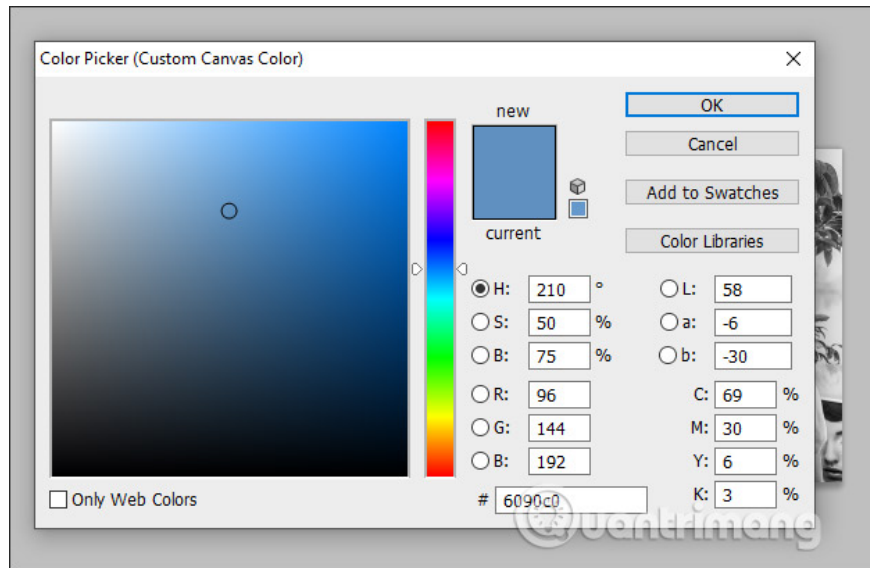 Color Picker (Custom Canvas Color)
new
current
OK
Cancel
Add to Swatches
Color Libraries
H: 210 °
S: 50 %
B: 75 %
R: 96
G: 144
B: 192
# 6090c0
L: 58
a: -6
b: -30
C: 69 %
M: 30 %
Y: 6 %
K: 3 %
Only Web Colors
Quantrimang